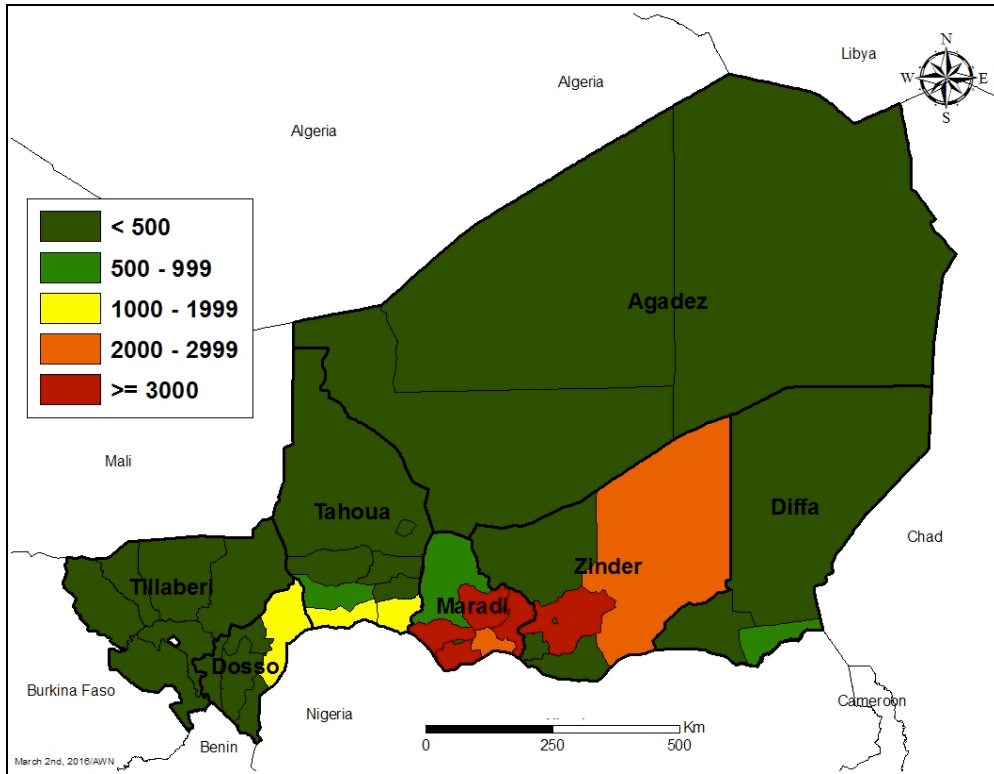 Libya
N
W
E
S
Algeria
Algeria
< 500
500 - 999
1000 - 1999
2000 - 2999
>= 3000
Agadez
Mali
Tahoua
Diffa
Chad
Zinder
Tillaberi
Maradi
Dosso
Burkina Faso
Nigeria
Cameroon
Km
0
250
500
Benin
March 2nd, 2016/AWN